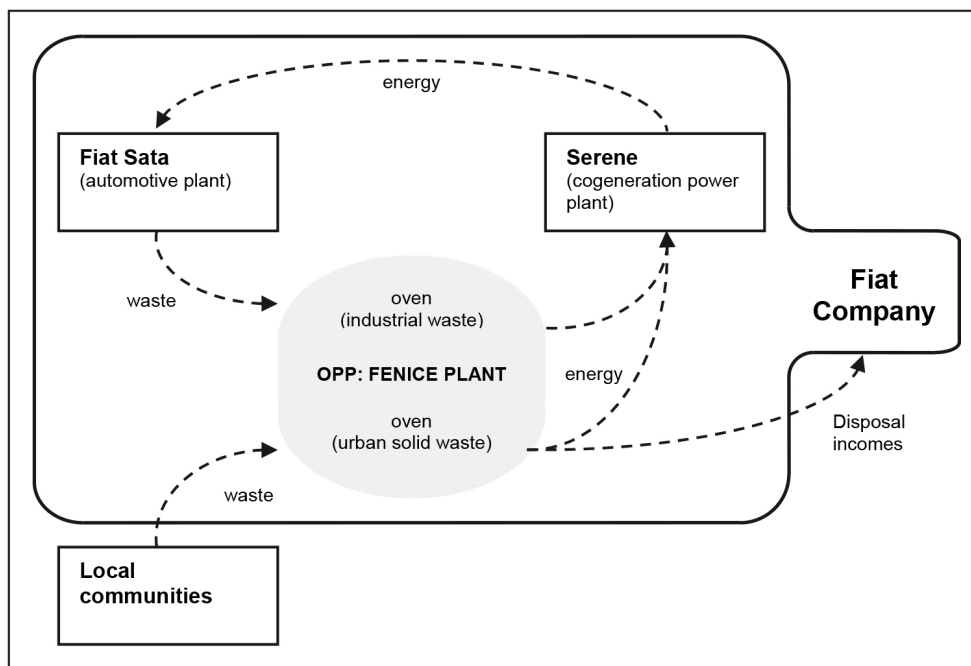 energy
Fiat Sata
(automotive plant)
Serene
(cogeneration power
plant)
Fiat
Company
waste
oven
(industrial waste)
OPP: FENICE PLANT
energy
oven
(urban solid waste)
Disposal
incomes
waste
Local
communities